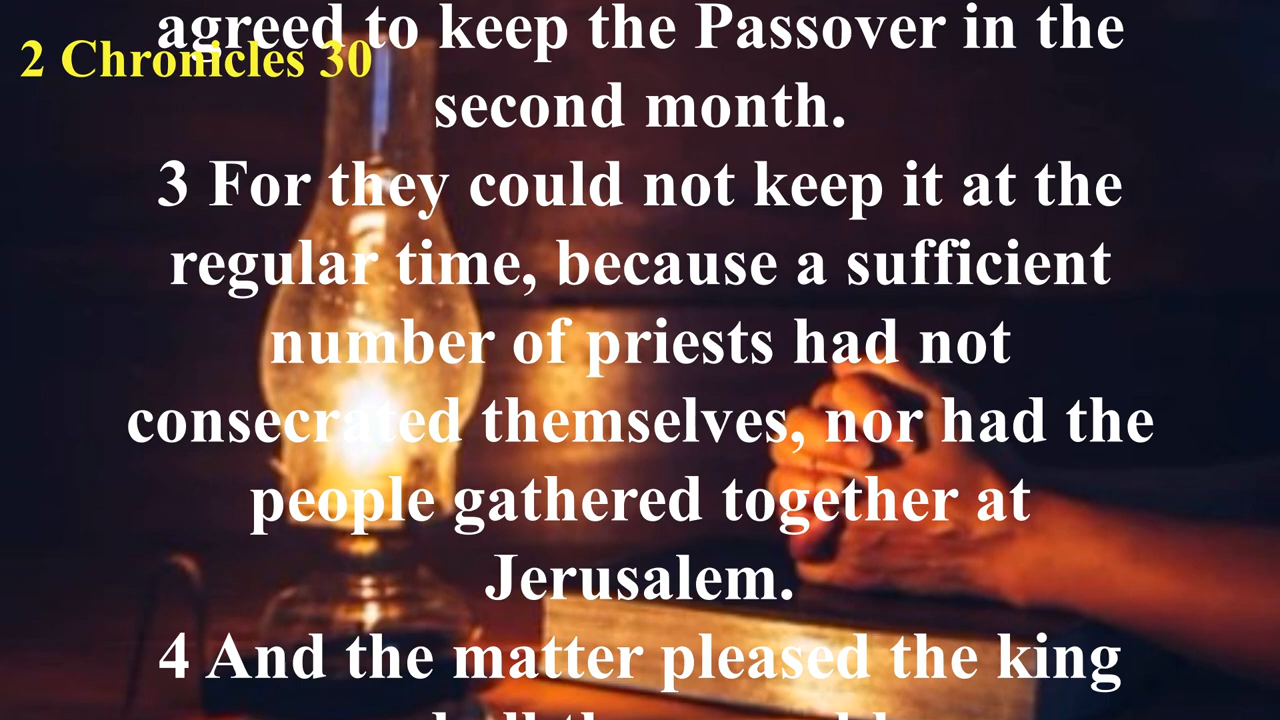 agreed to keep the Passover in the
2 Chronicles 30
second month.
3 For they could not keep it at the
regular time, because a sufficient
number of priests had not
consecrated themselves, nor had the
people gathered together at
Jerusalem.
4 And the matter pleased the king